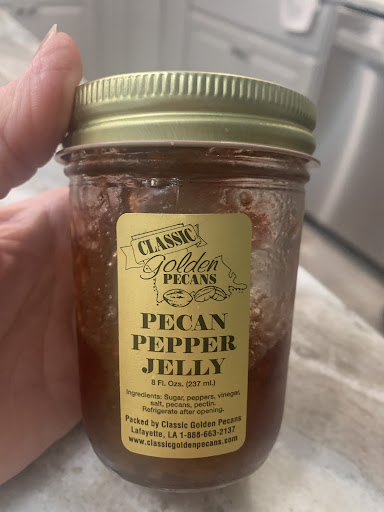 CLASSIC
Golden
PECANS
PECAN
PEPPER
JELLY
8 Fl. Ozs. (237 ml.)
Ingredients: Sugar, peppers, vinegar,
salt, pecans, pectin.
Refrigerate after opening.
Packed by Classic Golden Pecans
Lafayette, LA 1-888-663-2137
www.classicgoldenpecans.com